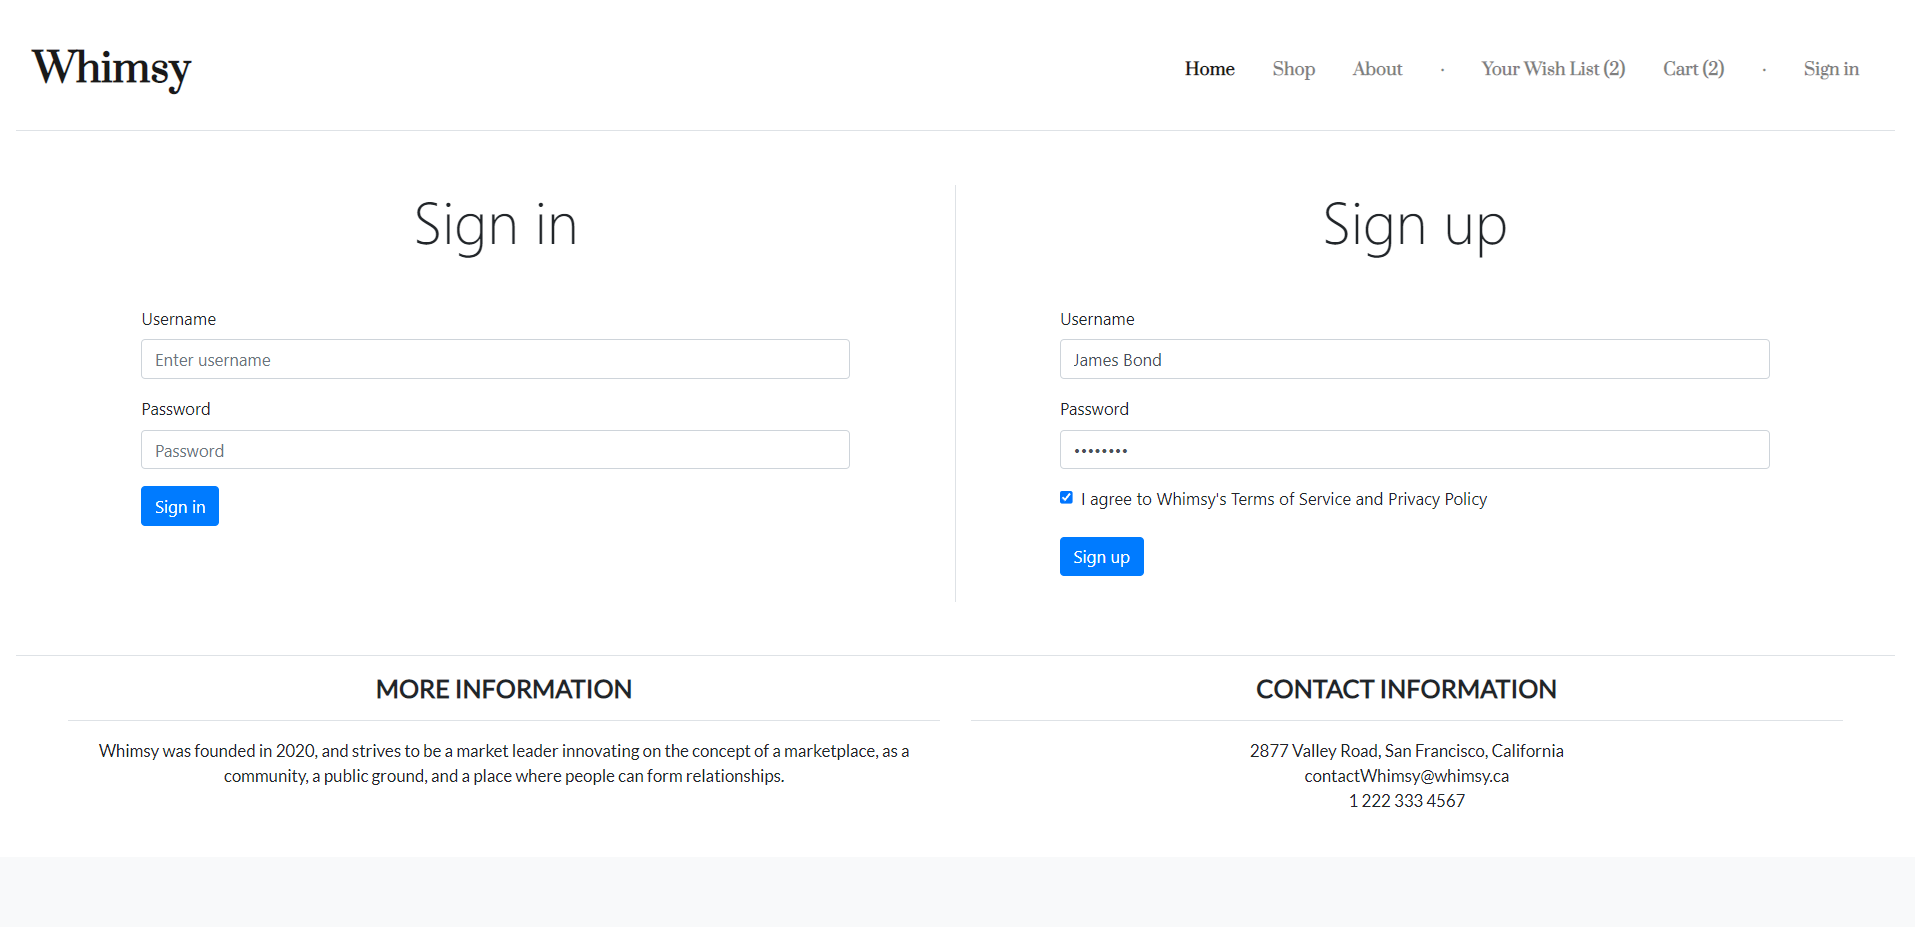 Whimsy
Home Shop About · Your Wish List (2) Cart (2) · Sign in
Sign in
Username
Enter username
Password
Password
Sign in
Sign up
Username
James Bond
Password
••••••••
I agree to Whimsy's Terms of Service and Privacy Policy
Sign up
MORE INFORMATION
Whimsy was founded in 2020, and strives to be a market leader innovating on the concept of a marketplace, as a
community, a public ground, and a place where people can form relationships.
CONTACT INFORMATION
2877 Valley Road, San Francisco, California
contactWhimsy@whimsy.ca
1 222 333 4567